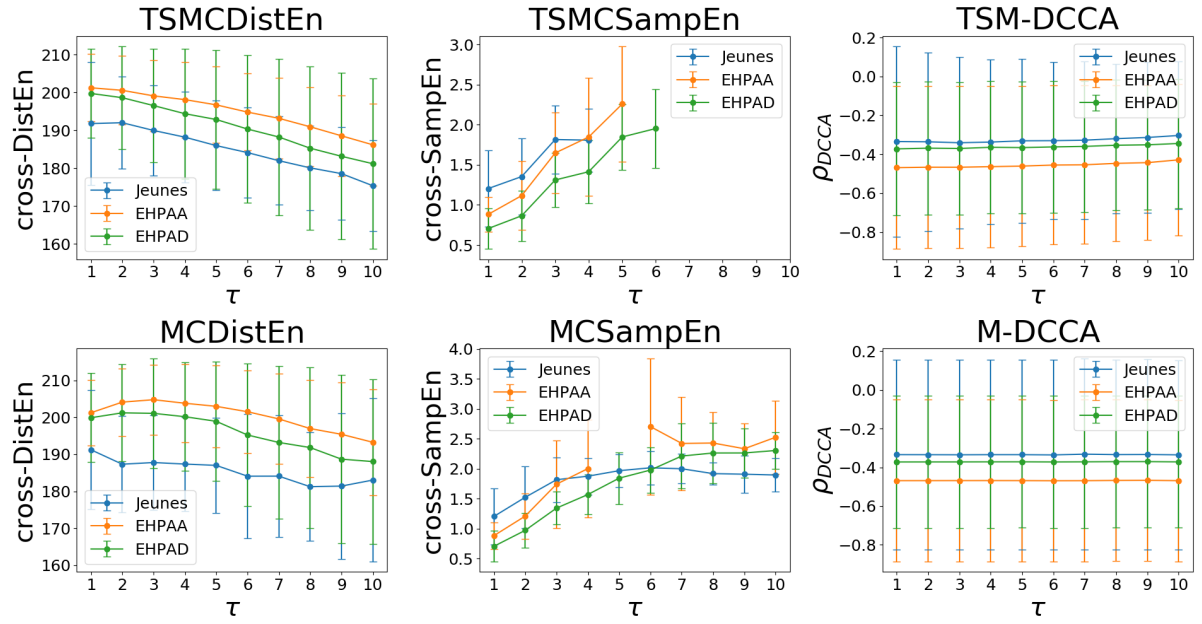 TSMCDistEn
cross-DistEn
210
200
190
180
170
160
Jeunes
EHPAA
EHPAD
1 2 3 4 5 6 7 8 9 10
τ
TSMCSampEn
cross-SampEn
3.0
2.5
2.0
1.5
1.0
0.5
Jeunes
EHPAA
EHPAD
1 2 3 4 5 6 7 8 9 10
τ
TSM-DCCA
ρDCCA
0.2
0.0
−0.2
−0.4
−0.6
−0.8
Jeunes
EHPAA
EHPAD
1 2 3 4 5 6 7 8 9 10
τ
MCDistEn
cross-DistEn
210
200
190
180
170
160
Jeunes
EHPAA
EHPAD
1 2 3 4 5 6 7 8 9 10
τ
MCSampEn
cross-SampEn
4.0
3.5
3.0
2.5
2.0
1.5
1.0
0.5
Jeunes
EHPAA
EHPAD
1 2 3 4 5 6 7 8 9 10
τ
M-DCCA
ρDCCA
0.2
0.0
−0.2
−0.4
−0.6
−0.8
Jeunes
EHPAA
EHPAD
1 2 3 4 5 6 7 8 9 10
τ